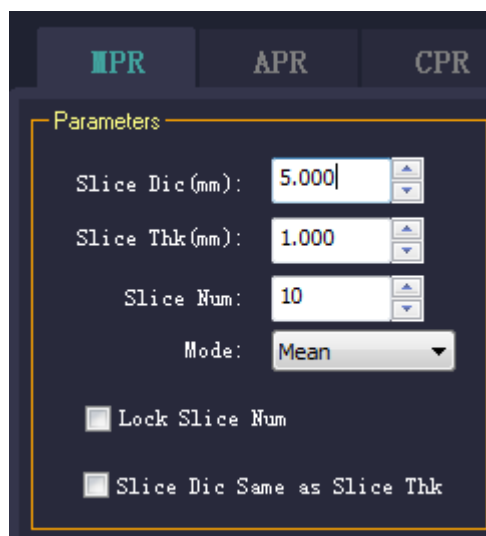 MPR APR CPR
Parameters
Slice Dic(mm): 5.000
Slice Thk(mm): 1.000
Slice Num: 10
Mode: Mean
Lock Slice Num
Slice Dic Same as Slice Thk